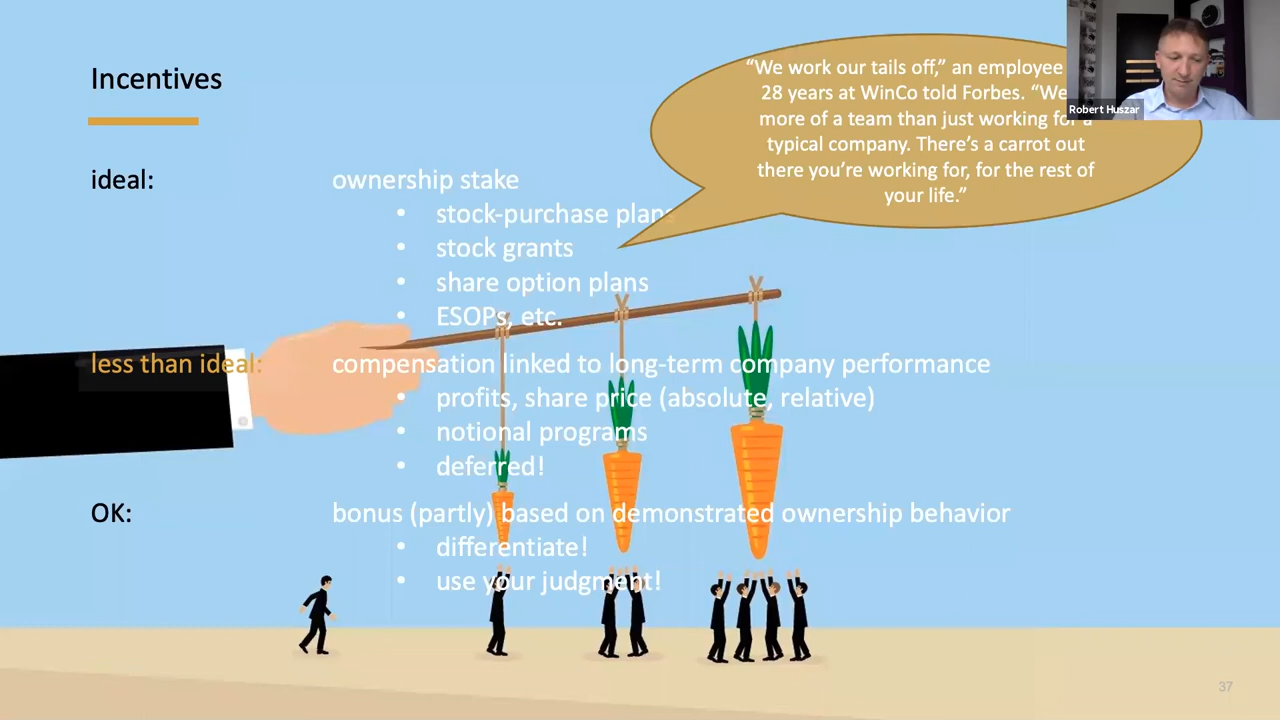 Incentives
“We work our tails off,” an employee
28 years at WinCo told Forbes. “We
more of a team than just working for a
typical company. There’s a carrot out
there you’re working for, for the rest of
your life.”
Robert Huszar
ideal:
ownership stake
• stock-purchase plans
• stock grants
• share option plans
• ESOPs, etc.
less than ideal:
compensation linked to long-term company performance
• profits, share price (absolute, relative)
• notional programs
• deferred!
OK:
bonus (partly) based on demonstrated ownership behavior
• differentiate!
• use your judgment!
37